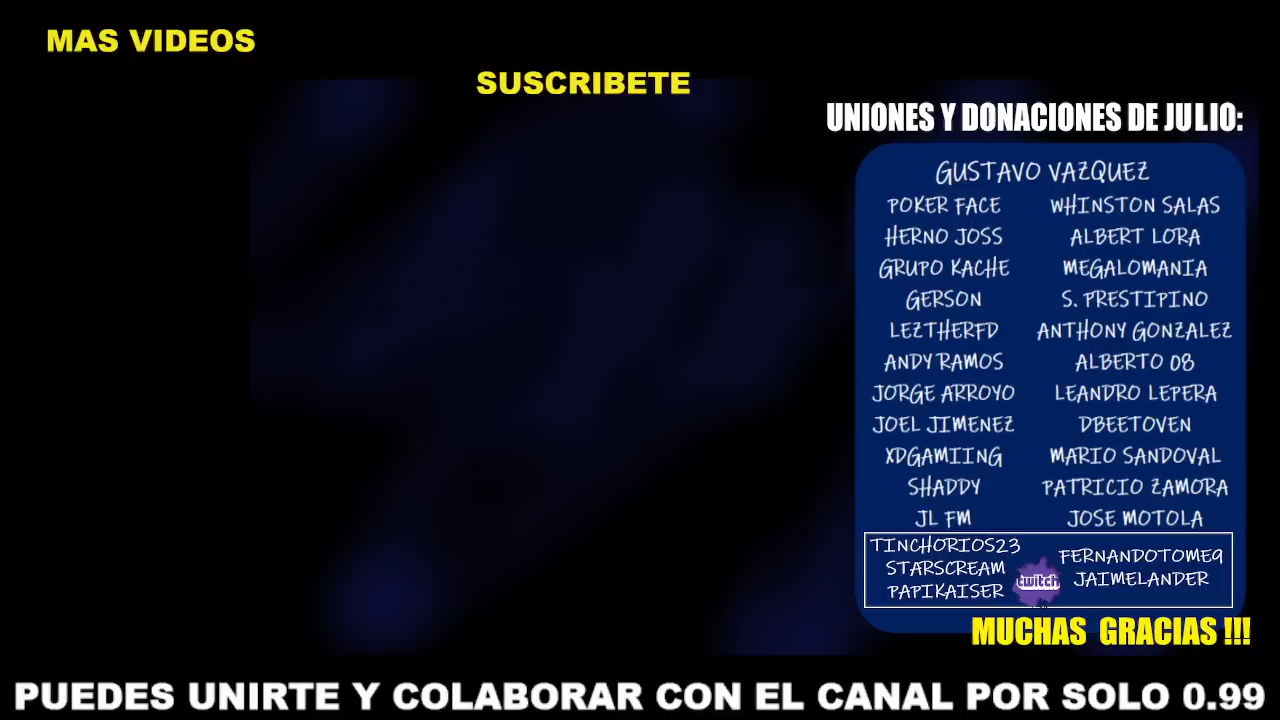 MAS VIDEOS
SUSCRIBETE
UNIONES Y DONACIONES DE JULIO:
GUSTAVO VAZQUEZ
POKER FACE WHINSTON SALAS
HERNO JOSS ALBERT LORA
GRUPO KACHE MEGALOMANIA
GERSON S. PRESTIPINO
LEZTHERFD ANTHONY GONZALEZ
ANDY RAMOS ALBERTO 08
JORGE ARROYO LEANDRO LEPERA
JOEL JIMENEZ DBEETOVEN
XDGAMIING MARIO SANDOVAL
SHADDY PATRICIO ZAMORA
JL FM JOSE MOTOLA
TINCHORIOS23
STARSCREAM
PAPIKAISER
twitch
FERNANDOTOME9
JAIMELANDER
MUCHAS GRACIAS !!!
PUEDES UNIRTE Y COLABORAR CON EL CANAL POR SOLO 0.99